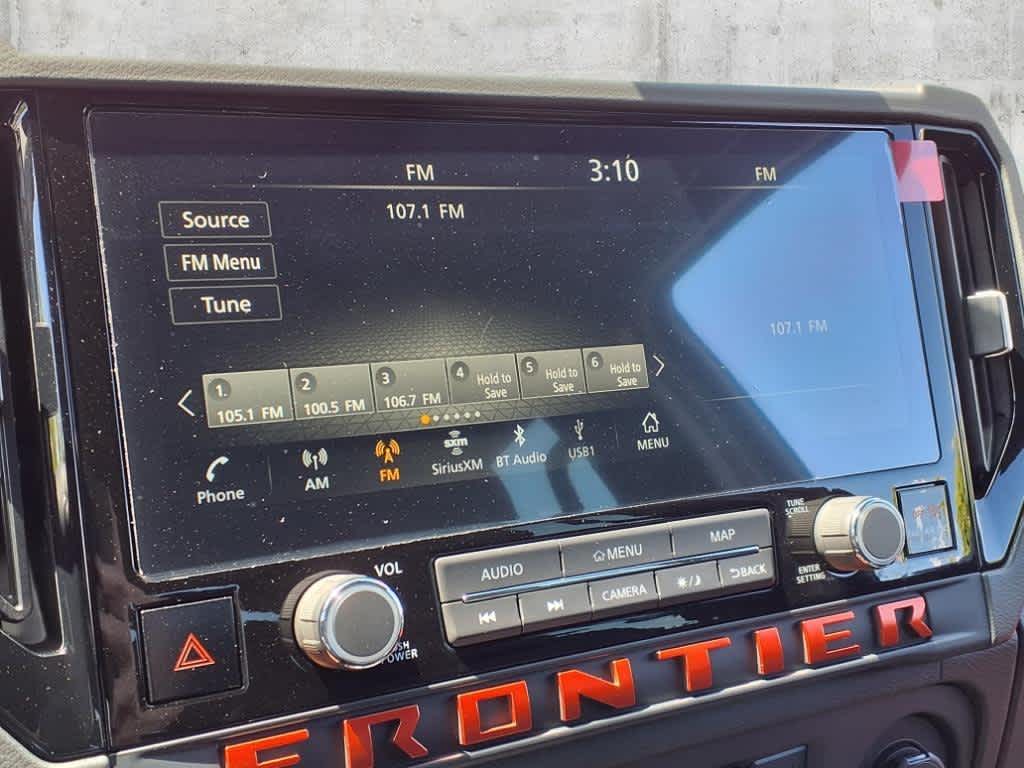 FM 3:10 FM
107.1 FM
Source
FM Menu
Tune
107.1 FM
1. 105.1 FM
2 100.5 FM
3 106.7 FM
4 Hold to Save
5 Hold to Save
6 Hold to Save
Phone
AM
FM
sxm
SiriusXM
BT Audio
USB1
MENU
TUNE
SCROLL
VOL
AUDIO
MENU
MAP
ENTER
SETTING
CAMERA
BACK
POWER
FRONTIER